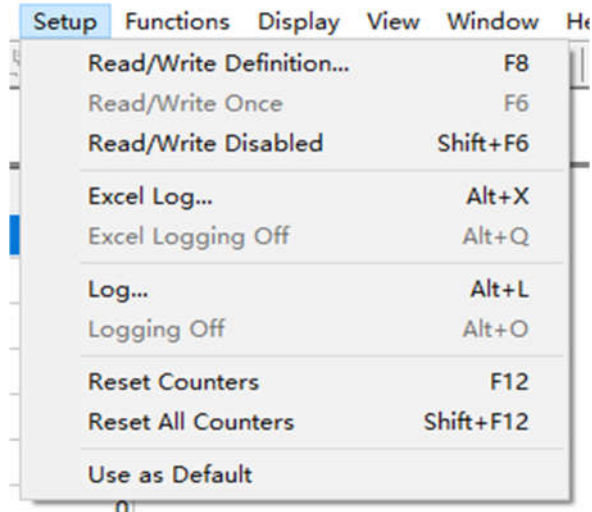 Setup Functions Display View Window He
Read/Write Definition... F8
Read/Write Once F6
Read/Write Disabled Shift+F6
Excel Log... Alt+X
Excel Logging Off Alt+Q
Log... Alt+L
Logging Off Alt+O
Reset Counters F12
Reset All Counters Shift+F12
Use as Default
0